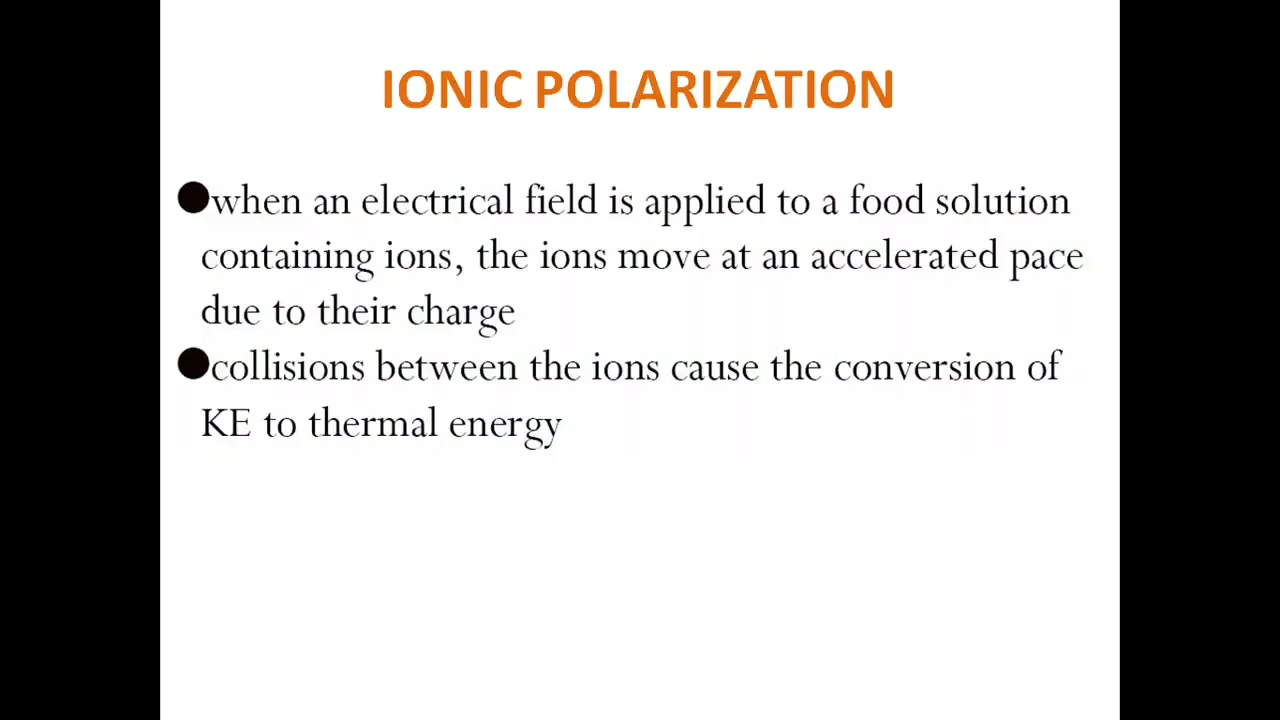 IONIC POLARIZATION
●when an electrical field is applied to a food solution
containing ions, the ions move at an accelerated pace
due to their charge
●collisions between the ions cause the conversion of
KE to thermal energy